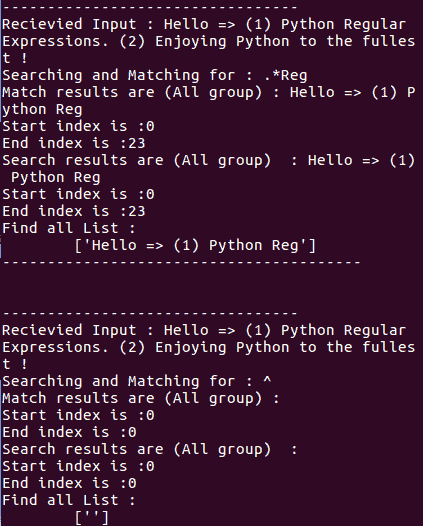 ---------------------------------
Recievied Input : Hello => (1) Python Regular
Expressions. (2) Enjoying Python to the fulles
t !
Searching and Matching for : .*Reg
Match results are (All group) : Hello => (1) P
ython Reg
Start index is :0
End index is :23
Search results are (All group)  : Hello => (1)
 Python Reg
Start index is :0
End index is :23
Find all List :
        ['Hello => (1) Python Reg']
----------------------------------------
---------------------------------
Recievied Input : Hello => (1) Python Regular
Expressions. (2) Enjoying Python to the fulles
t !
Searching and Matching for : ^
Match results are (All group) :
Start index is :0
End index is :0
Search results are (All group)  :
Start index is :0
End index is :0
Find all List :
        ['']